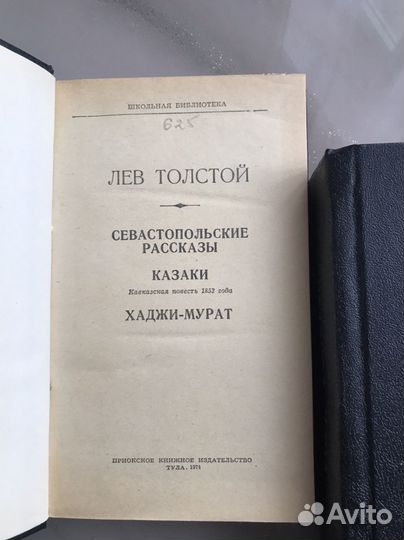 ШКОЛЬНАЯ БИБЛИОТЕКА
625
ЛЕВ ТОЛСТОЙ
СЕВАСТОПОЛЬСКИЕ
РАССКАЗЫ
КАЗАКИ
Кавказская повесть 1852 года
ХАДЖИ-МУРАТ
ПРИОКСКОЕ КНИЖНОЕ ИЗДАТЕЛЬСТВО
ТУЛА. 1974
Avito